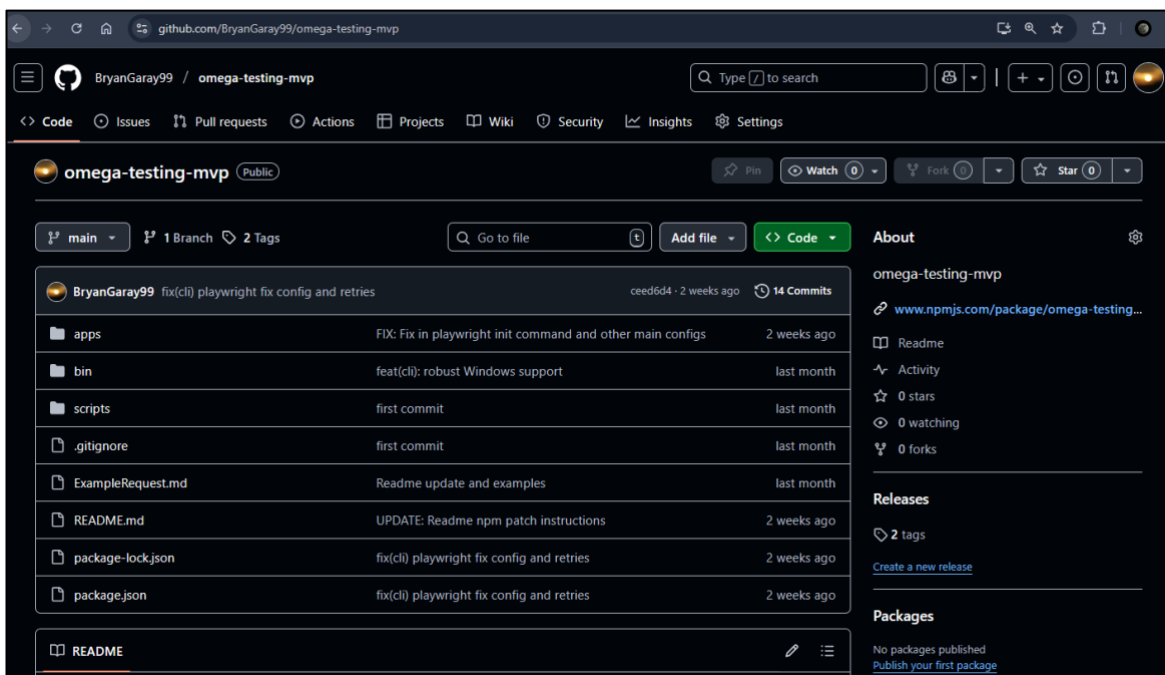 github.com/BryanGaray99/omega-testing-mvp
BryanGaray99 / omega-testing-mvp
Type / to search
Code Issues Pull requests Actions Projects Wiki Security Insights Settings
omega-testing-mvp Public
Pin Watch 0 Fork 0 Star 0
main 1 Branch 2 Tags
Go to file t Add file Code
BryanGaray99 fix(cli) playwright fix config and retries ceed6d4 · 2 weeks ago 14 Commits
apps FIX: Fix in playwright init command and other main configs 2 weeks ago
bin feat(cli): robust Windows support last month
scripts first commit last month
.gitignore first commit last month
ExampleRequest.md Readme update and examples last month
README.md UPDATE: Readme npm patch instructions 2 weeks ago
package-lock.json fix(cli) playwright fix config and retries 2 weeks ago
package.json fix(cli) playwright fix config and retries 2 weeks ago
README
About
omega-testing-mvp
www.npmjs.com/package/omega-testing...
Readme
Activity
0 stars
0 watching
0 forks
Releases
2 tags
Create a new release
Packages
No packages published
Publish your first package